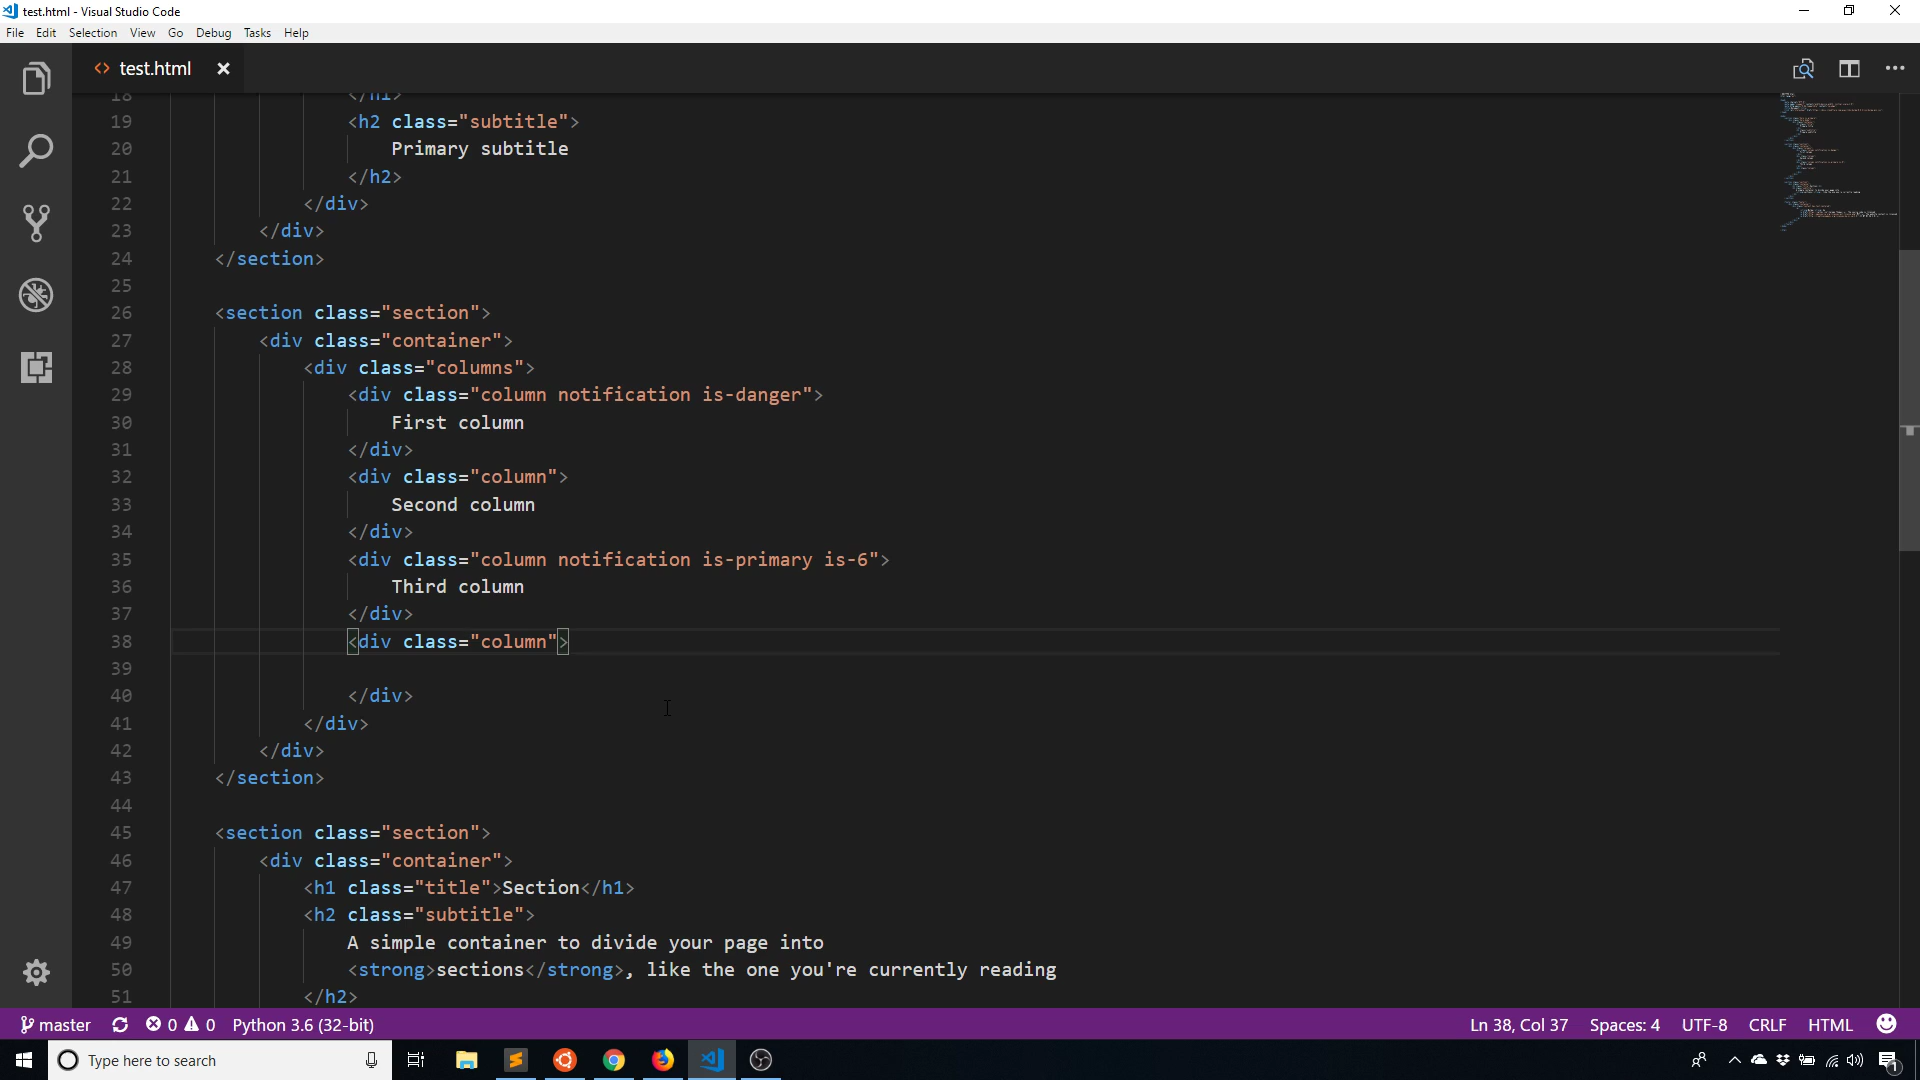 test.html - Visual Studio Code
File Edit Selection View Go Debug Tasks Help
<> test.html
18 </h1>
19 <h2 class="subtitle">
20 Primary subtitle
21 </h2>
22 </div>
23 </div>
24 </section>
25
26 <section class="section">
27 <div class="container">
28 <div class="columns">
29 <div class="column notification is-danger">
30 First column
31 </div>
32 <div class="column">
33 Second column
34 </div>
35 <div class="column notification is-primary is-6">
36 Third column
37 </div>
38 <div class="column">
39
40 </div>
41 </div>
42 </div>
43 </section>
44
45 <section class="section">
46 <div class="container">
47 <h1 class="title">Section</h1>
48 <h2 class="subtitle">
49 A simple container to divide your page into
50 <strong>sections</strong>, like the one you're currently reading
51 </h2>
master 0 0 Python 3.6 (32-bit) Ln 38, Col 37 Spaces: 4 UTF-8 CRLF HTML
Type here to search
1